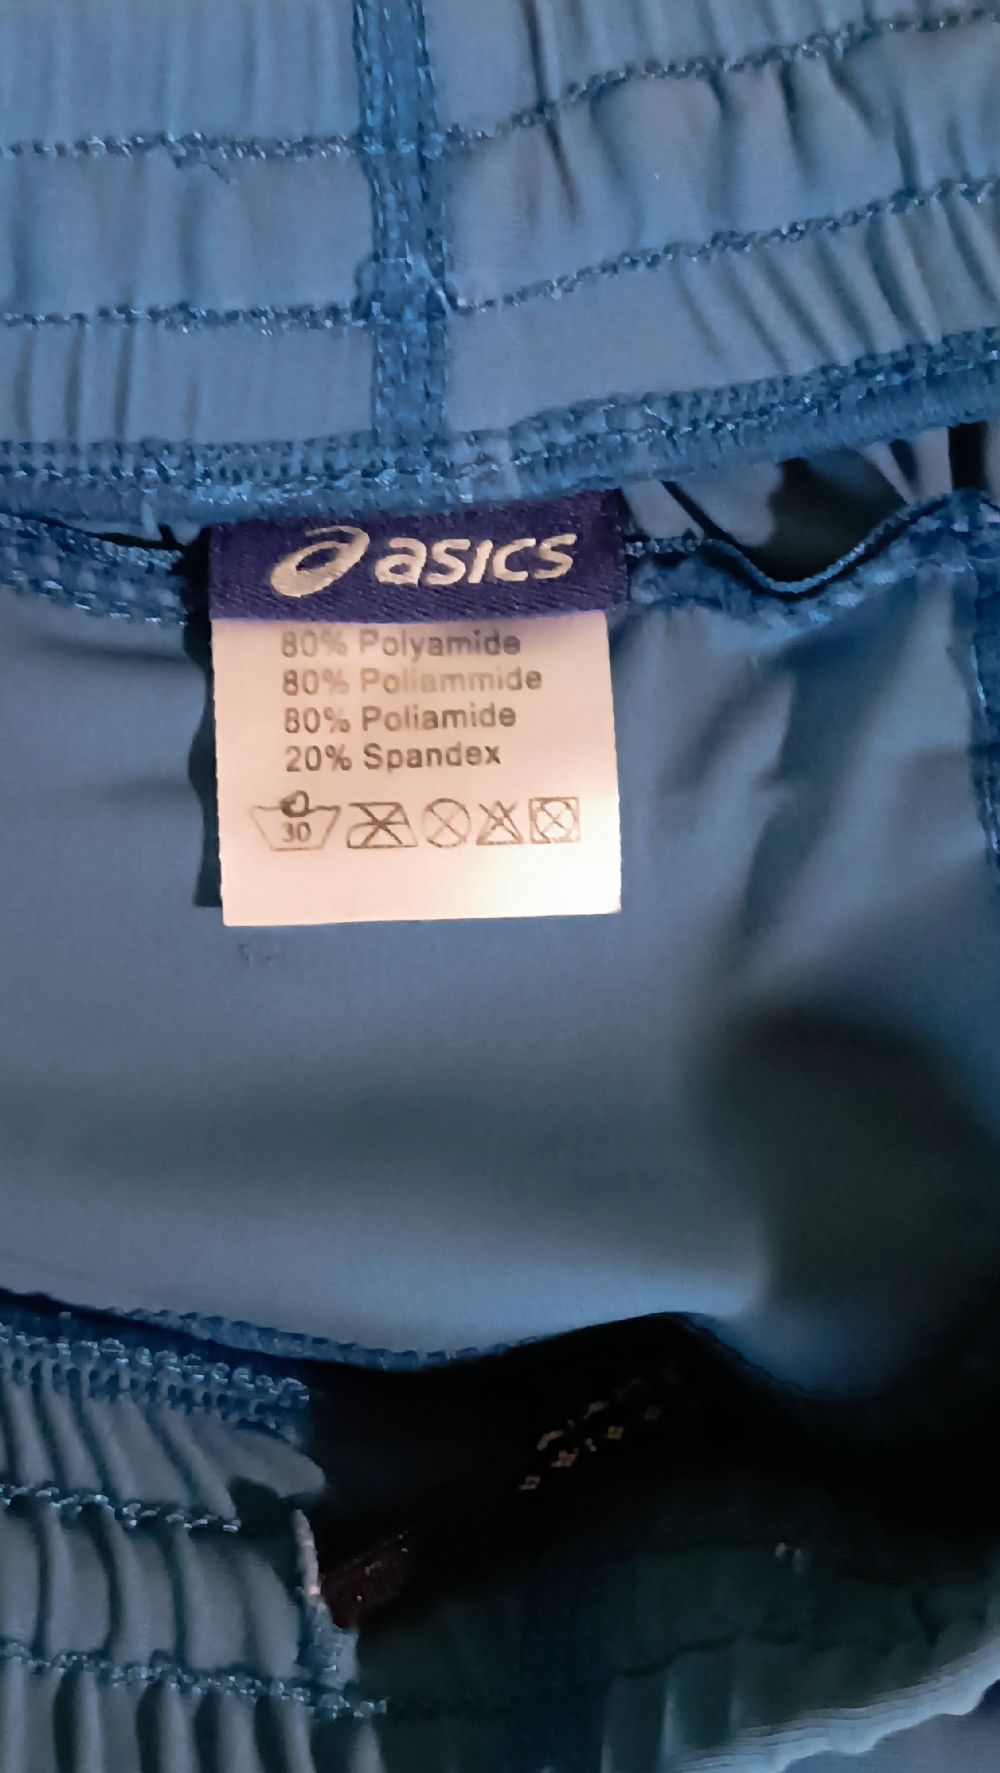 asics
80% Polyamide
80% Poliammide
80% Poliamide
20% Spandex
30